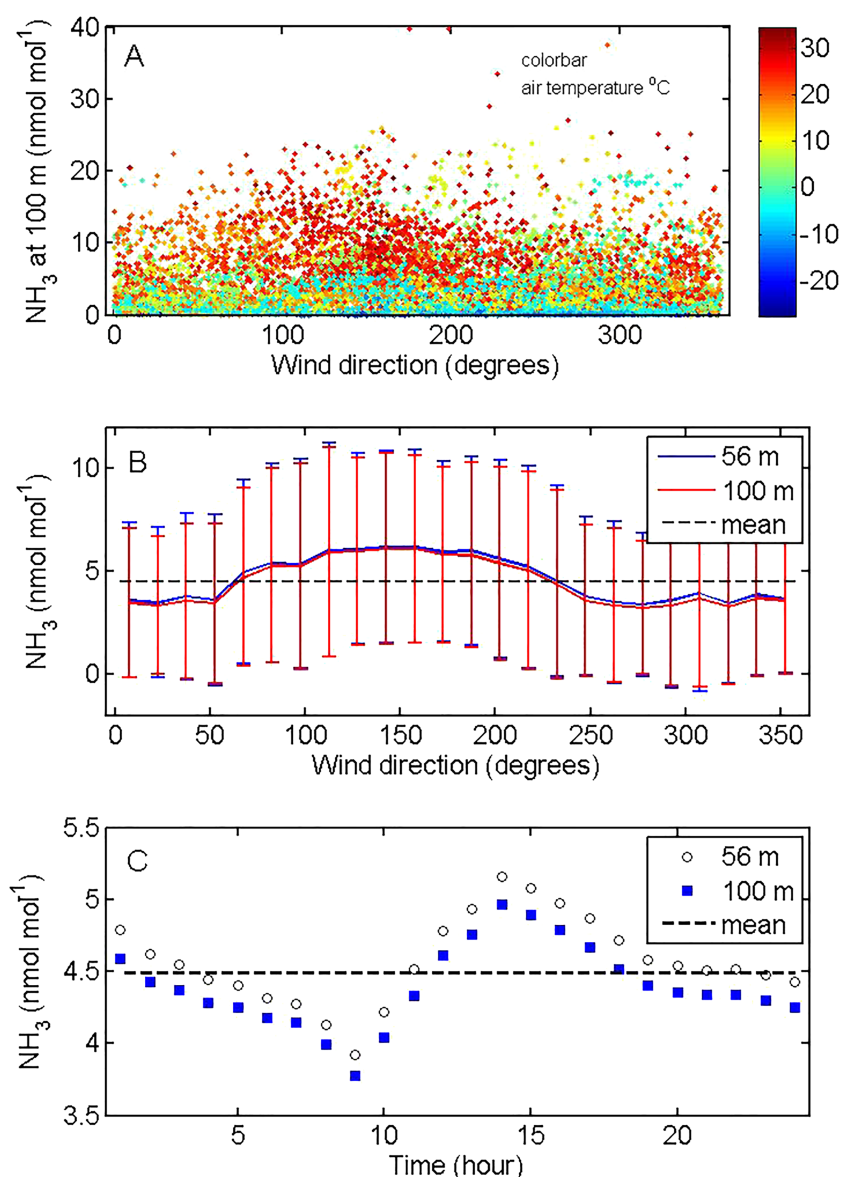 A
colorbar
air temperature ⁰C
NH₃ at 100 m (nmol mol⁻¹)
40
30
20
10
0
0
100
200
300
Wind direction (degrees)
30
20
10
0
-10
-20
B
56 m
100 m
mean
NH₃ (nmol mol⁻¹)
10
5
0
0
50
100
150
200
250
300
350
Wind direction (degrees)
C
56 m
100 m
mean
NH₃ (nmol mol⁻¹)
5.5
5
4.5
4
3.5
5
10
15
20
Time (hour)